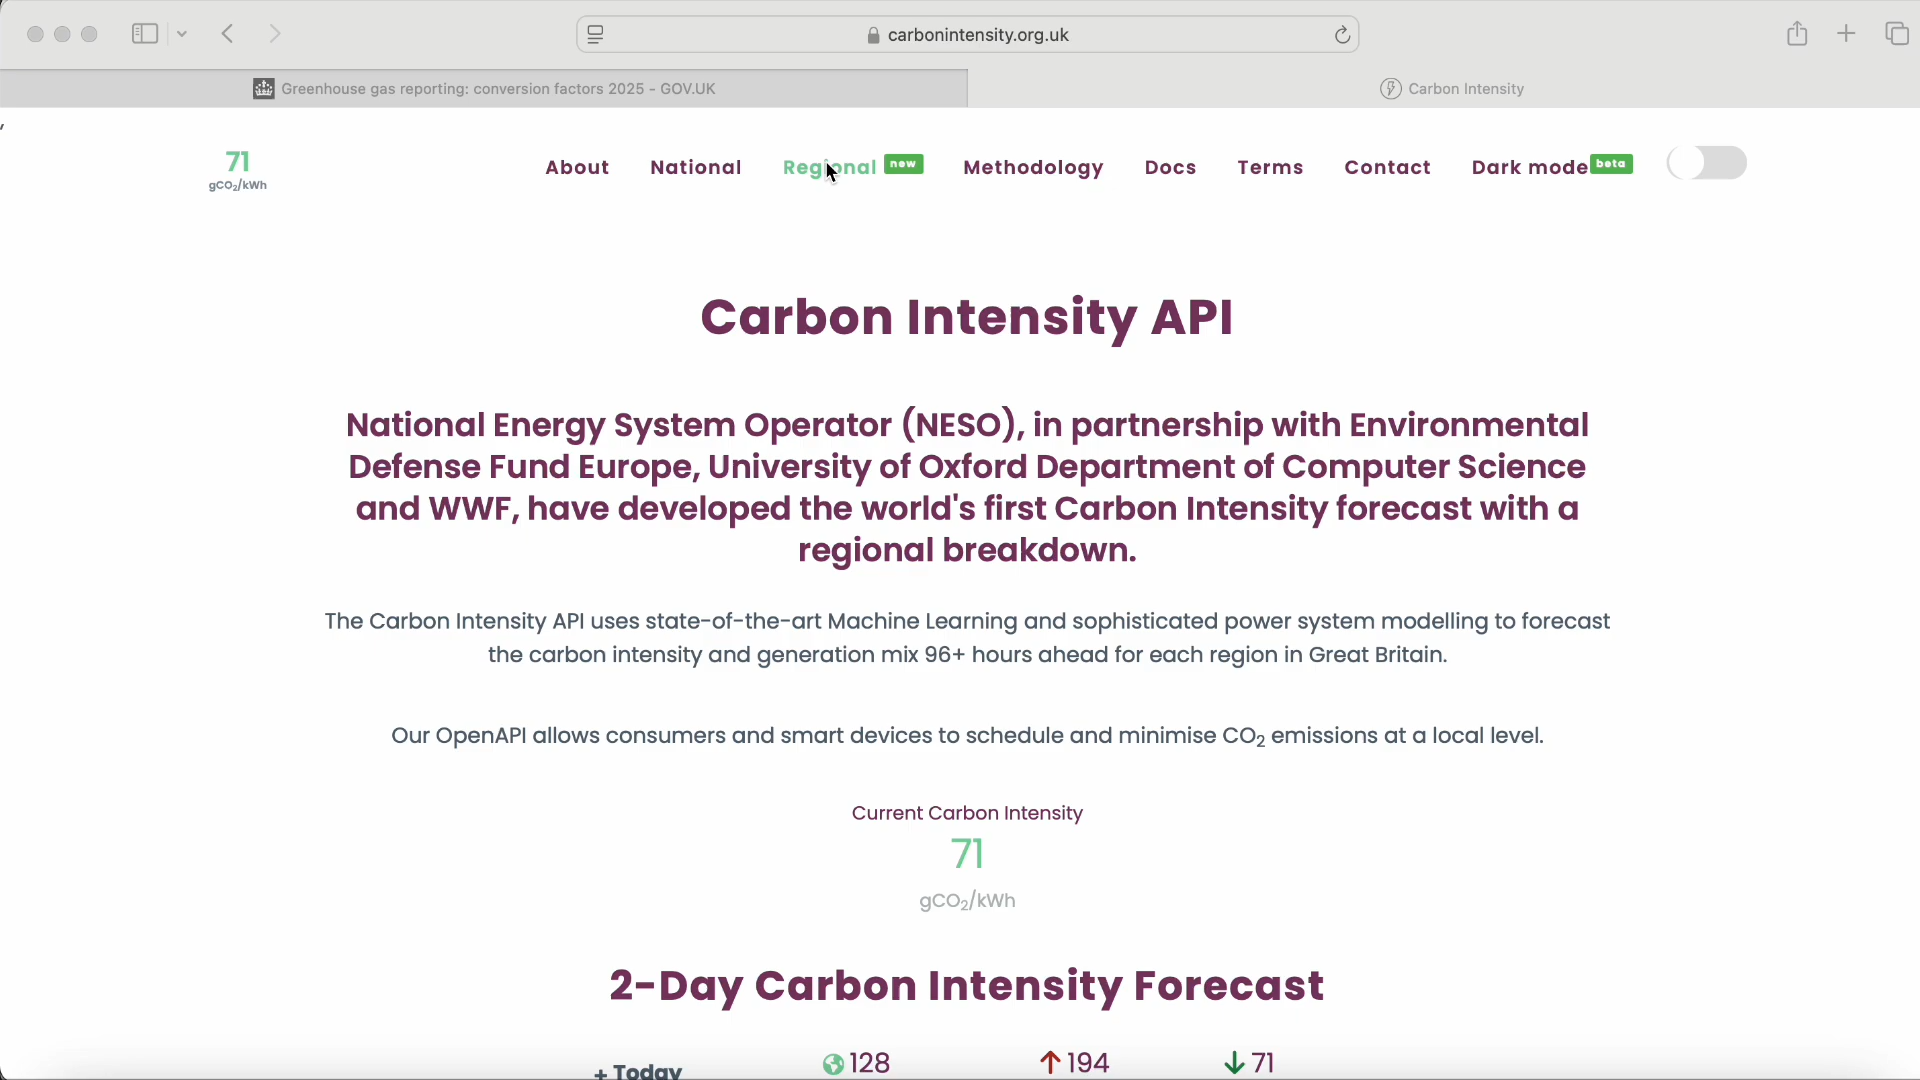 carbonintensity.org.uk
Greenhouse gas reporting: conversion factors 2025 - GOV.UK
Carbon Intensity
,
71
gCO₂/kWh
About
National
Regional new
Methodology
Docs
Terms
Contact
Dark mode beta
Carbon Intensity API
National Energy System Operator (NESO), in partnership with Environmental
Defense Fund Europe, University of Oxford Department of Computer Science
and WWF, have developed the world's first Carbon Intensity forecast with a
regional breakdown.
The Carbon Intensity API uses state-of-the-art Machine Learning and sophisticated power system modelling to forecast
the carbon intensity and generation mix 96+ hours ahead for each region in Great Britain.
Our OpenAPI allows consumers and smart devices to schedule and minimise CO₂ emissions at a local level.
Current Carbon Intensity
71
gCO₂/kWh
2-Day Carbon Intensity Forecast
+ Today
128
194
71